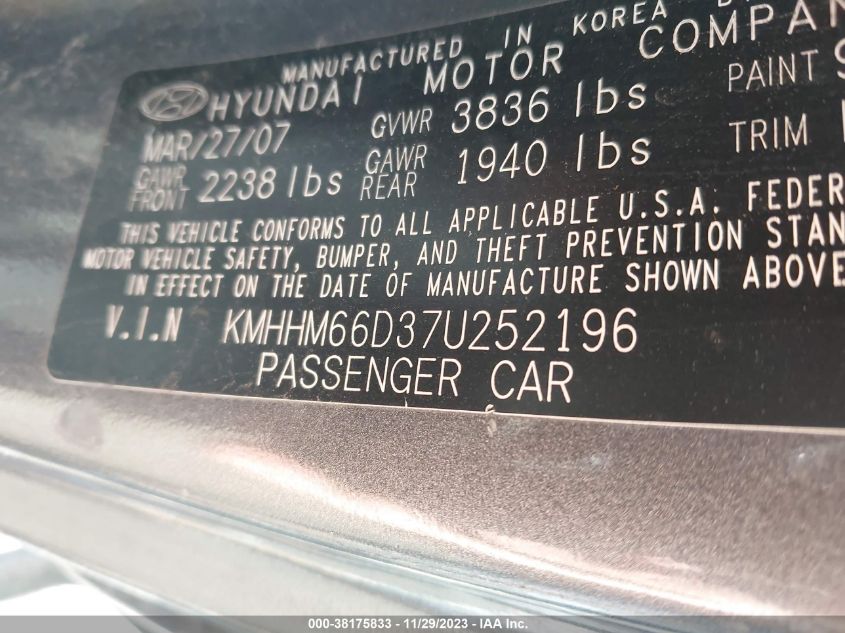 MANUFACTURED IN KOREA
HYUNDAI MOTOR COMPAN
MAR/27/07 GVWR 3836 lbs PAINT
GAWR FRONT 2238 lbs GAWR REAR 1940 lbs TRIM
THIS VEHICLE CONFORMS TO ALL APPLICABLE U.S.A. FEDER
MOTOR VEHICLE SAFETY, BUMPER, AND THEFT PREVENTION STAN
IN EFFECT ON THE DATE OF MANUFACTURE SHOWN ABOVE
V.I.N KMHHM66D37U252196
PASSENGER CAR
000-38175833 - 11/29/2023 - IAA Inc.